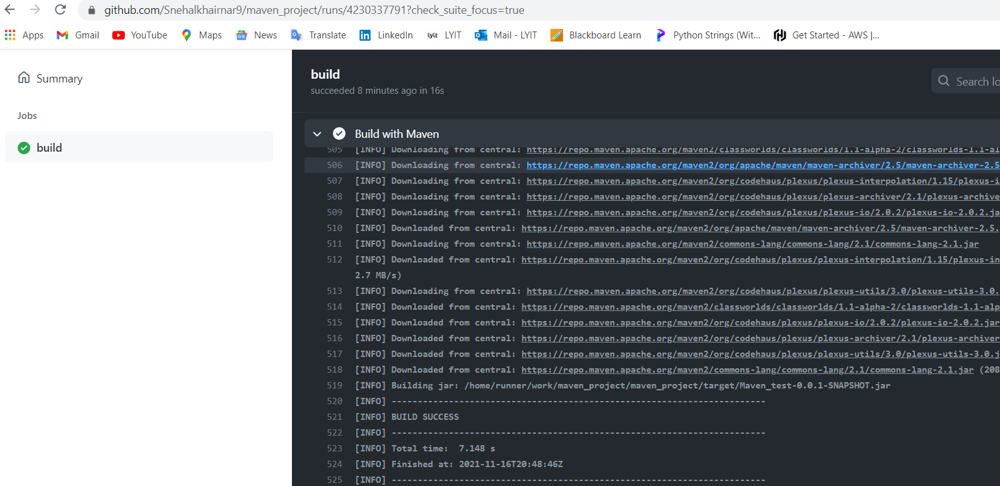 github.com/Snehalkhairnar9/maven_project/runs/4230337791?check_suite_focus=true
Apps Gmail YouTube Maps News Translate LinkedIn lyit LYIT Mail - LYIT Blackboard Learn Python Strings (Wit... Get Started - AWS |...
Summary
Jobs
build
build
succeeded 8 minutes ago in 16s
Search lo
Build with Maven
505 [INFO] Downloading from central: https://repo.maven.apache.org/maven2/classworlds/classworlds/1.1-alpha-2/classworlds-1.1-al
506 [INFO] Downloading from central: https://repo.maven.apache.org/maven2/org/apache/maven/maven-archiver/2.5/maven-archiver-2.5
507 [INFO] Downloading from central: https://repo.maven.apache.org/maven2/org/codehaus/plexus/plexus-interpolation/1.15/plexus-i
508 [INFO] Downloading from central: https://repo.maven.apache.org/maven2/org/codehaus/plexus/plexus-archiver/2.1/plexus-archive
509 [INFO] Downloading from central: https://repo.maven.apache.org/maven2/org/codehaus/plexus/plexus-io/2.0.2/plexus-io-2.0.2.ja
510 [INFO] Downloaded from central: https://repo.maven.apache.org/maven2/org/apache/maven/maven-archiver/2.5/maven-archiver-2.5.
511 [INFO] Downloading from central: https://repo.maven.apache.org/maven2/commons-lang/commons-lang/2.1/commons-lang-2.1.jar
512 [INFO] Downloaded from central: https://repo.maven.apache.org/maven2/org/codehaus/plexus/plexus-interpolation/1.15/plexus-in
2.7 MB/s)
513 [INFO] Downloading from central: https://repo.maven.apache.org/maven2/org/codehaus/plexus/plexus-utils/3.0/plexus-utils-3.0.
514 [INFO] Downloaded from central: https://repo.maven.apache.org/maven2/classworlds/classworlds/1.1-alpha-2/classworlds-1.1-alp
515 [INFO] Downloaded from central: https://repo.maven.apache.org/maven2/org/codehaus/plexus/plexus-io/2.0.2/plexus-io-2.0.2.jar
516 [INFO] Downloaded from central: https://repo.maven.apache.org/maven2/org/codehaus/plexus/plexus-archiver/2.1/plexus-archiver
517 [INFO] Downloaded from central: https://repo.maven.apache.org/maven2/org/codehaus/plexus/plexus-utils/3.0/plexus-utils-3.0.j
518 [INFO] Downloaded from central: https://repo.maven.apache.org/maven2/commons-lang/commons-lang/2.1/commons-lang-2.1.jar (208
519 [INFO] Building jar: /home/runner/work/maven_project/maven_project/target/Maven_test-0.0.1-SNAPSHOT.jar
520 [INFO] ------------------------------------------------------------------------
521 [INFO] BUILD SUCCESS
522 [INFO] ------------------------------------------------------------------------
523 [INFO] Total time:  7.148 s
524 [INFO] Finished at: 2021-11-16T20:48:46Z
525 [INFO] ------------------------------------------------------------------------